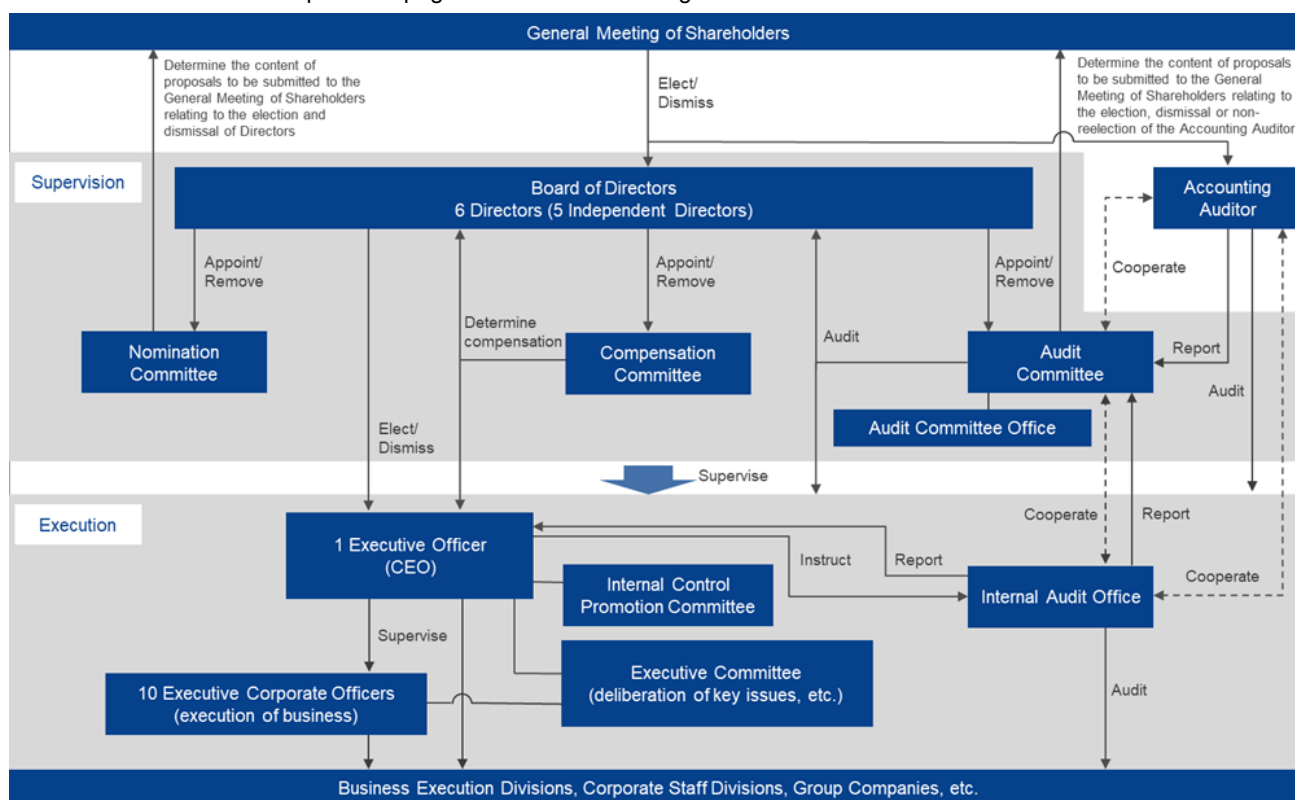 General Meeting of Shareholders
Determine the content of
proposals to be submitted to the
General Meeting of Shareholders
relating to the election and
dismissal of Directors
Elect/
Dismiss
Determine the content of proposals
to be submitted to the General
Meeting of Shareholders relating to
the election, dismissal or non-
reelection of the Accounting Auditor
Supervision
Board of Directors
6 Directors (5 Independent Directors)
Accounting
Auditor
Appoint/
Remove
Appoint/
Remove
Appoint/
Remove
Cooperate
Determine
compensation
Audit
Nomination
Committee
Compensation
Committee
Audit
Committee
Report
Audit
Audit Committee Office
Elect/
Dismiss
Supervise
Execution
1 Executive Officer
(CEO)
Cooperate
Report
Instruct
Report
Internal Control
Promotion Committee
Internal Audit Office
Cooperate
Supervise
Executive Committee
(deliberation of key issues, etc.)
10 Executive Corporate Officers
(execution of business)
Audit
Business Execution Divisions, Corporate Staff Divisions, Group Companies, etc.